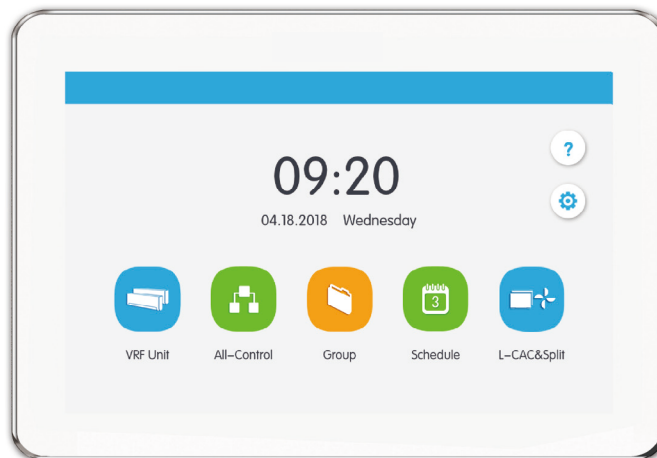 ?
09:20
04.18.2018 Wednesday
3
VRF Unit All-Control Group Schedule L-CAC&Split